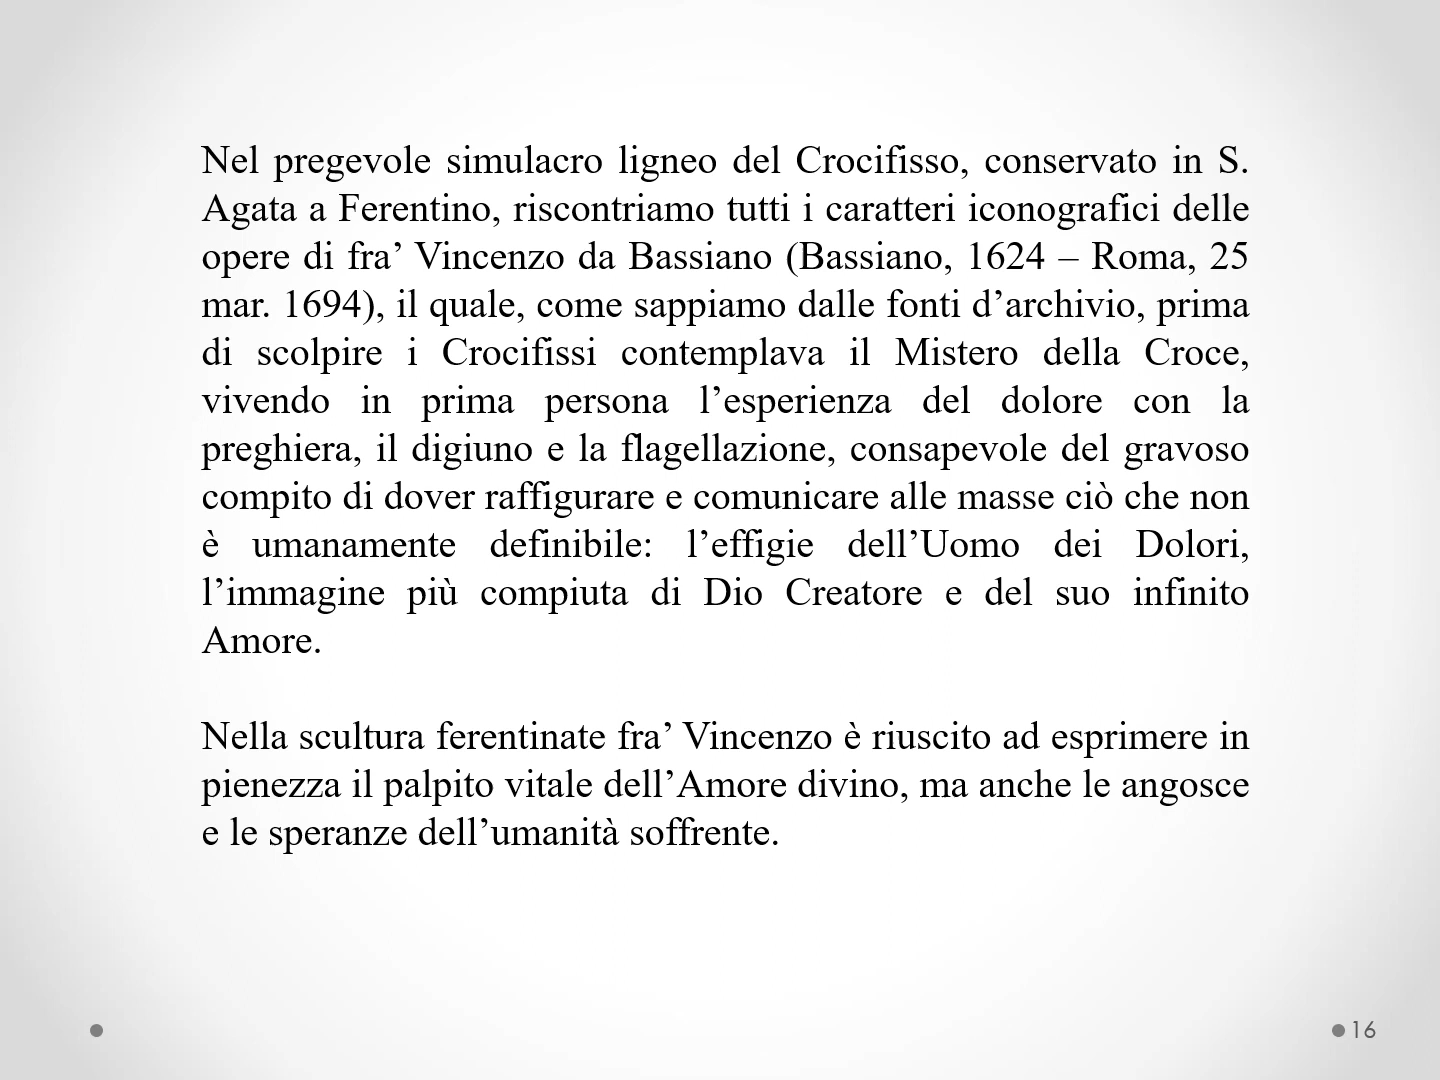 Nel pregevole simulacro ligneo del Crocifisso, conservato in S.
Agata a Ferentino, riscontriamo tutti i caratteri iconografici delle
opere di fra’ Vincenzo da Bassiano (Bassiano, 1624 – Roma, 25
mar. 1694), il quale, come sappiamo dalle fonti d’archivio, prima
di scolpire i Crocifissi contemplava il Mistero della Croce,
vivendo in prima persona l’esperienza del dolore con la
preghiera, il digiuno e la flagellazione, consapevole del gravoso
compito di dover raffigurare e comunicare alle masse ciò che non
è umanamente definibile: l’effigie dell’Uomo dei Dolori,
l’immagine più compiuta di Dio Creatore e del suo infinito
Amore.
Nella scultura ferentinate fra’ Vincenzo è riuscito ad esprimere in
pienezza il palpito vitale dell’Amore divino, ma anche le angosce
e le speranze dell’umanità soffrente.
16